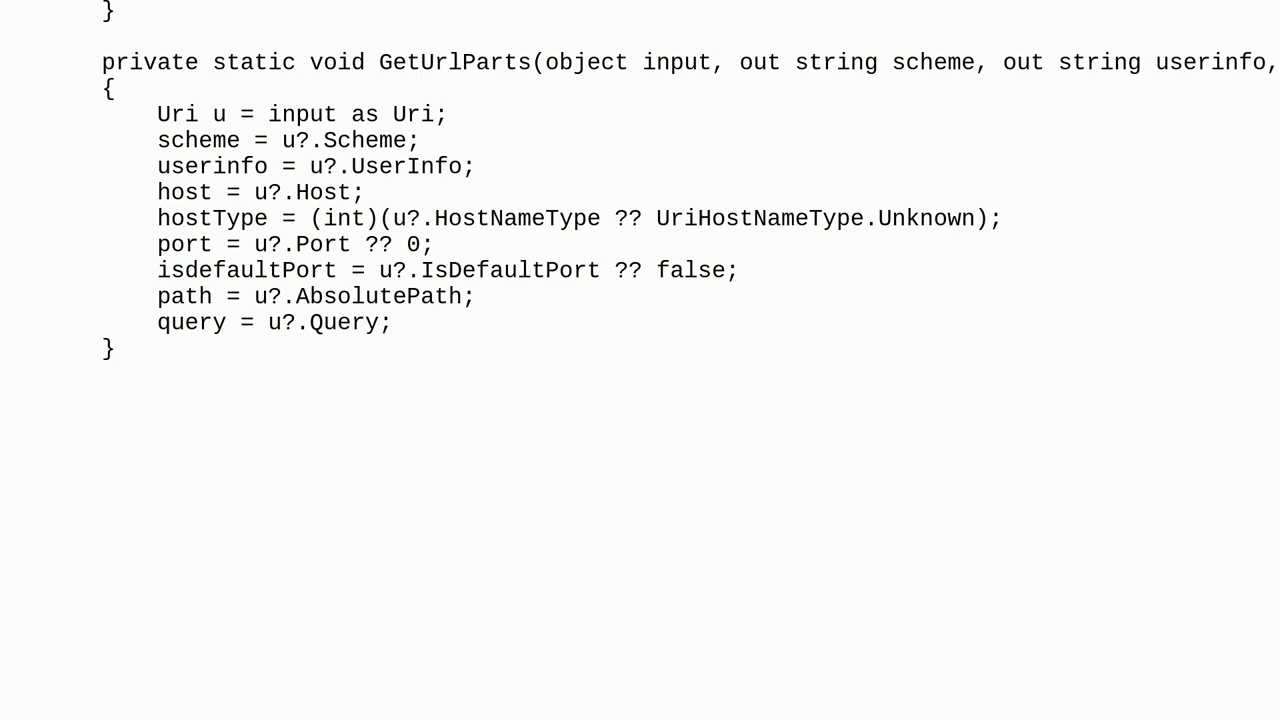 }
private static void GetUrlParts(object input, out string scheme, out string userinfo,
{
Uri u = input as Uri;
scheme = u?.Scheme;
userinfo = u?.UserInfo;
host = u?.Host;
hostType = (int)(u?.HostNameType ?? UriHostNameType.Unknown);
port = u?.Port ?? 0;
isdefaultPort = u?.IsDefaultPort ?? false;
path = u?.AbsolutePath;
query = u?.Query;
}